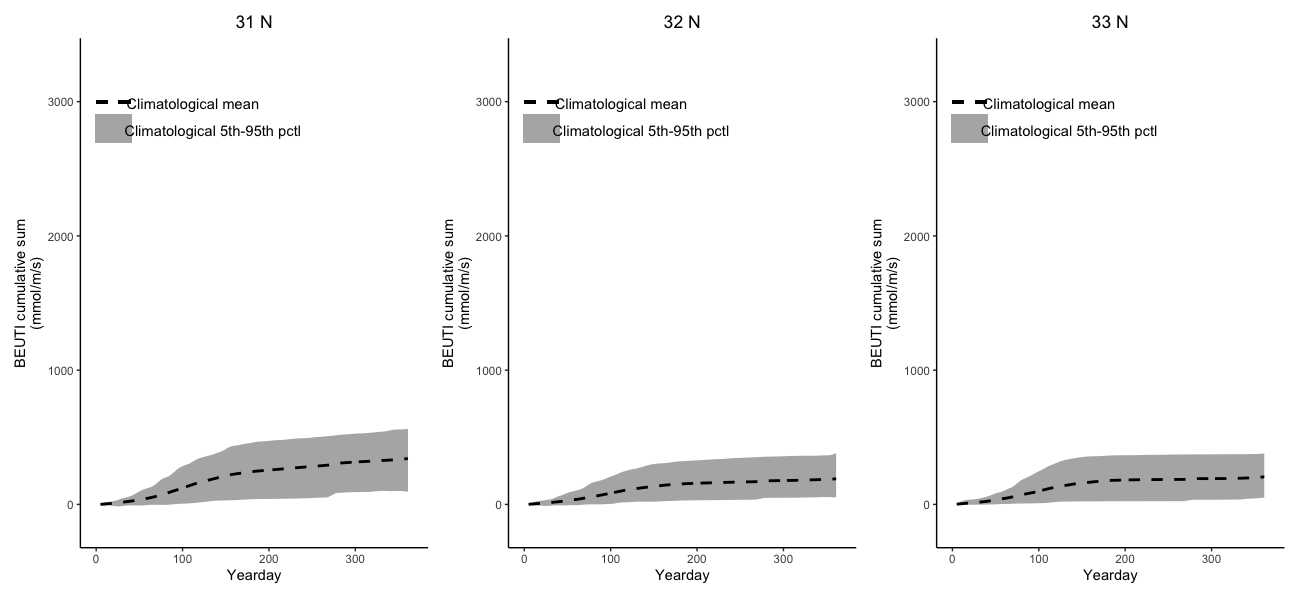 31 N
3000
2000
1000
0
BEUTI cumulative sum
(mmol/m/s)
Climatological mean
Climatological 5th-95th pctl
0 100 200 300
Yearday
32 N
3000
2000
1000
0
BEUTI cumulative sum
(mmol/m/s)
Climatological mean
Climatological 5th-95th pctl
0 100 200 300
Yearday
33 N
3000
2000
1000
0
BEUTI cumulative sum
(mmol/m/s)
Climatological mean
Climatological 5th-95th pctl
0 100 200 300
Yearday